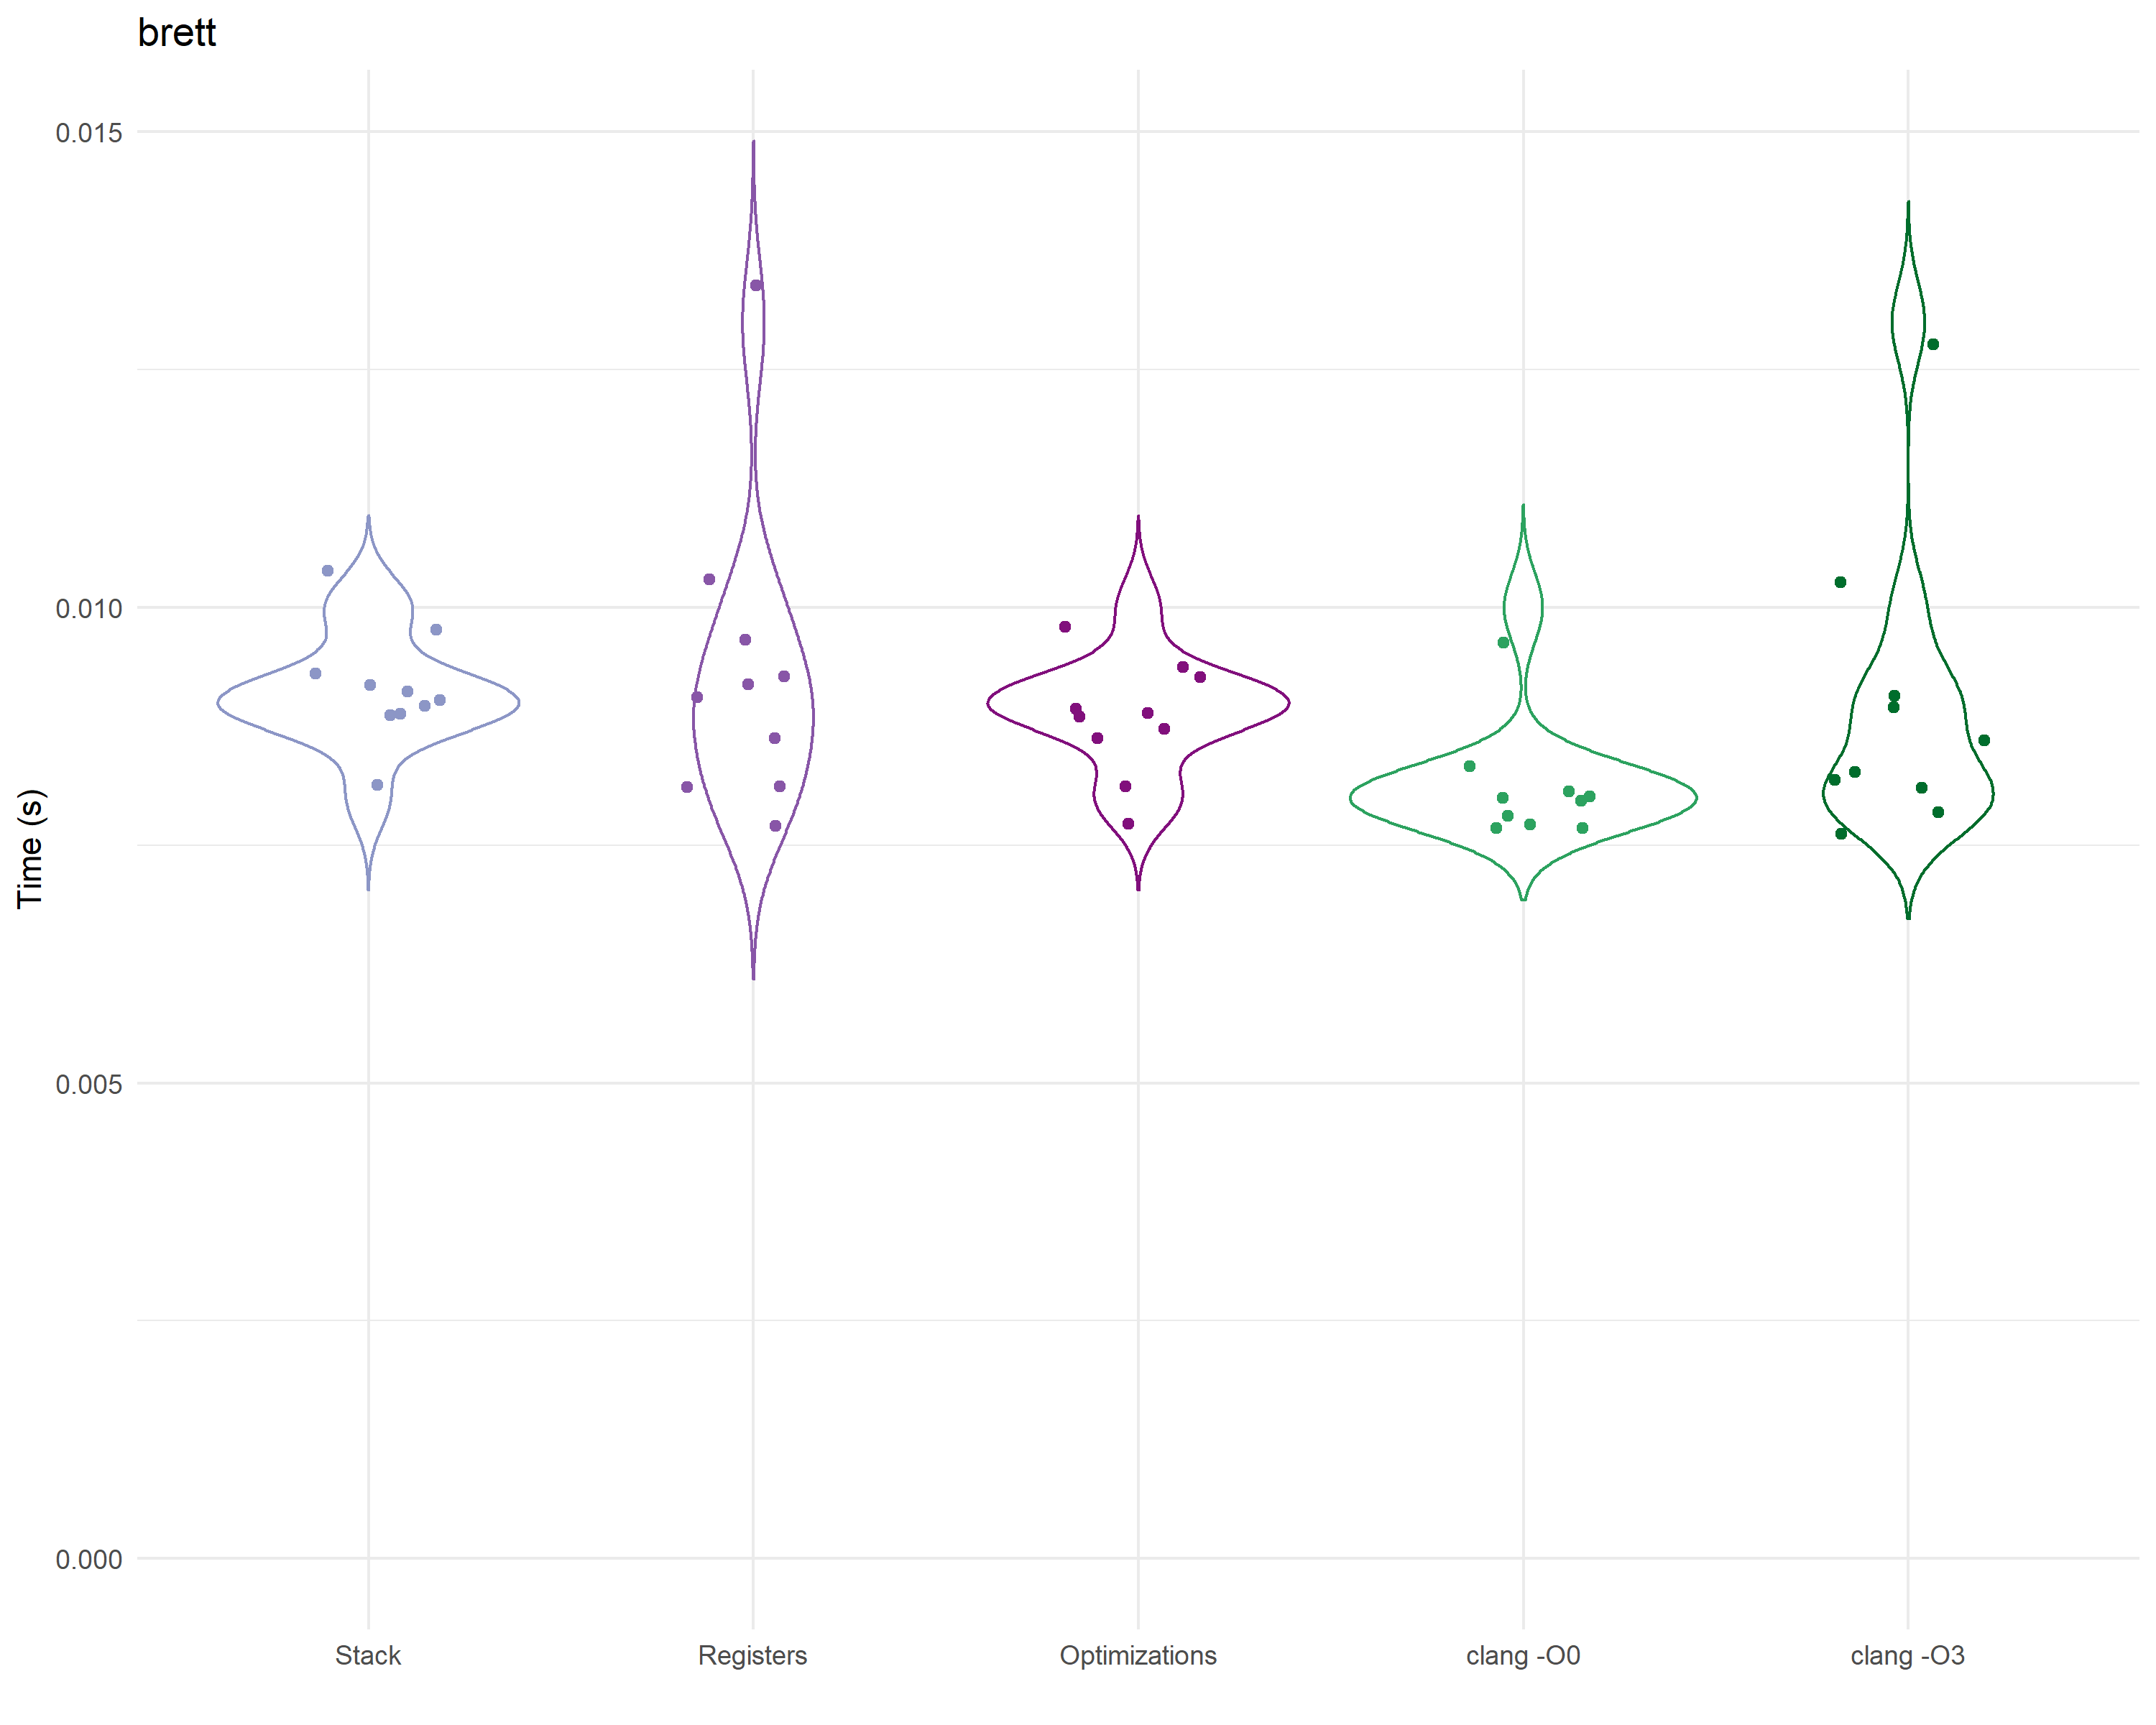 brett
0.015
0.010
0.005
0.000
Time (s)
Stack
Registers
Optimizations
clang -O0
clang -O3